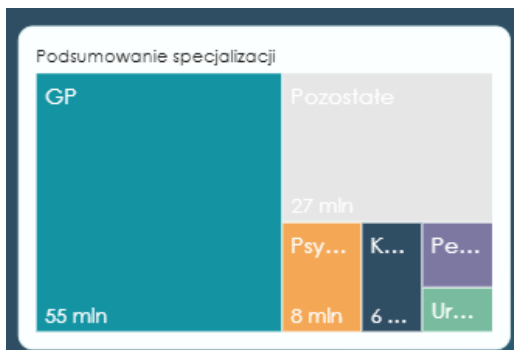 Podsumowanie specjalizacji
GP
Pozostałe
55 mln
27 mln
Psy...
8 mln
K...
6 ...
Pe...
Ur...